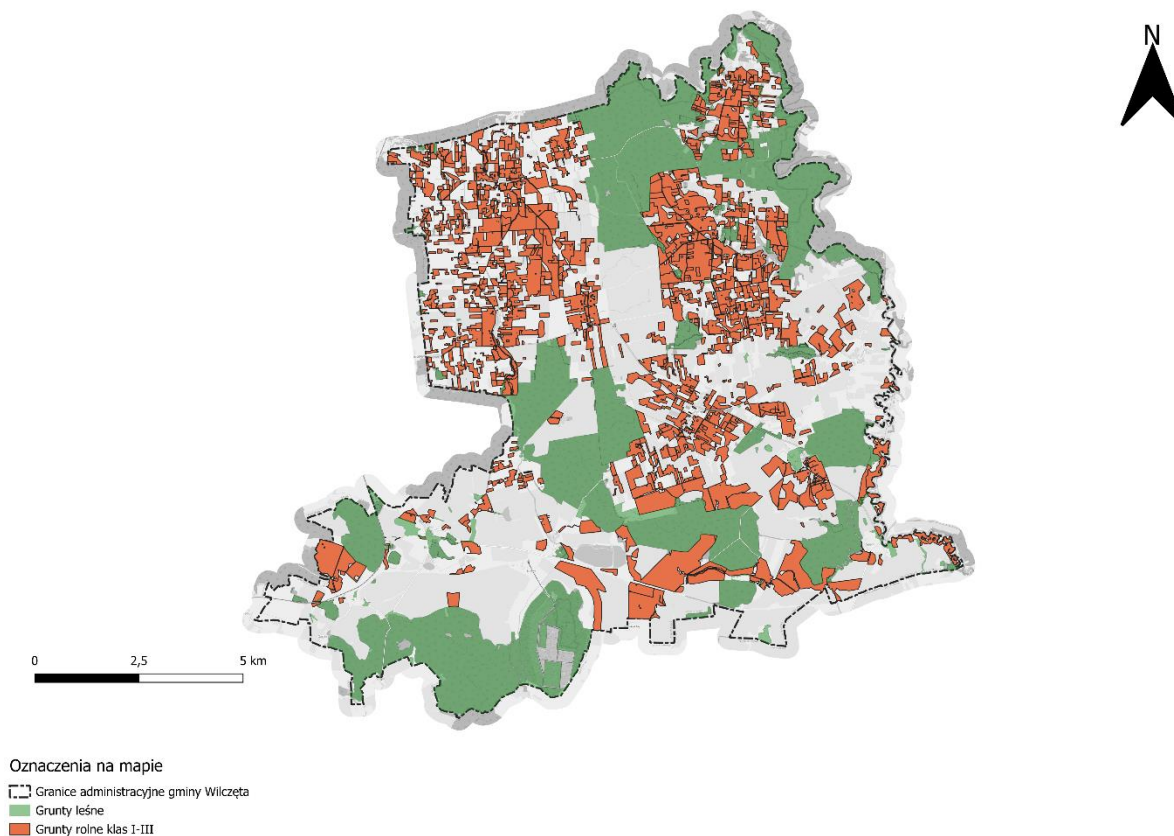 N
0 2,5 5 km
Oznaczenia na mapie
Granice administracyjne gminy Wilczęta
Grunty leśne
Grunty rolne klas I-III